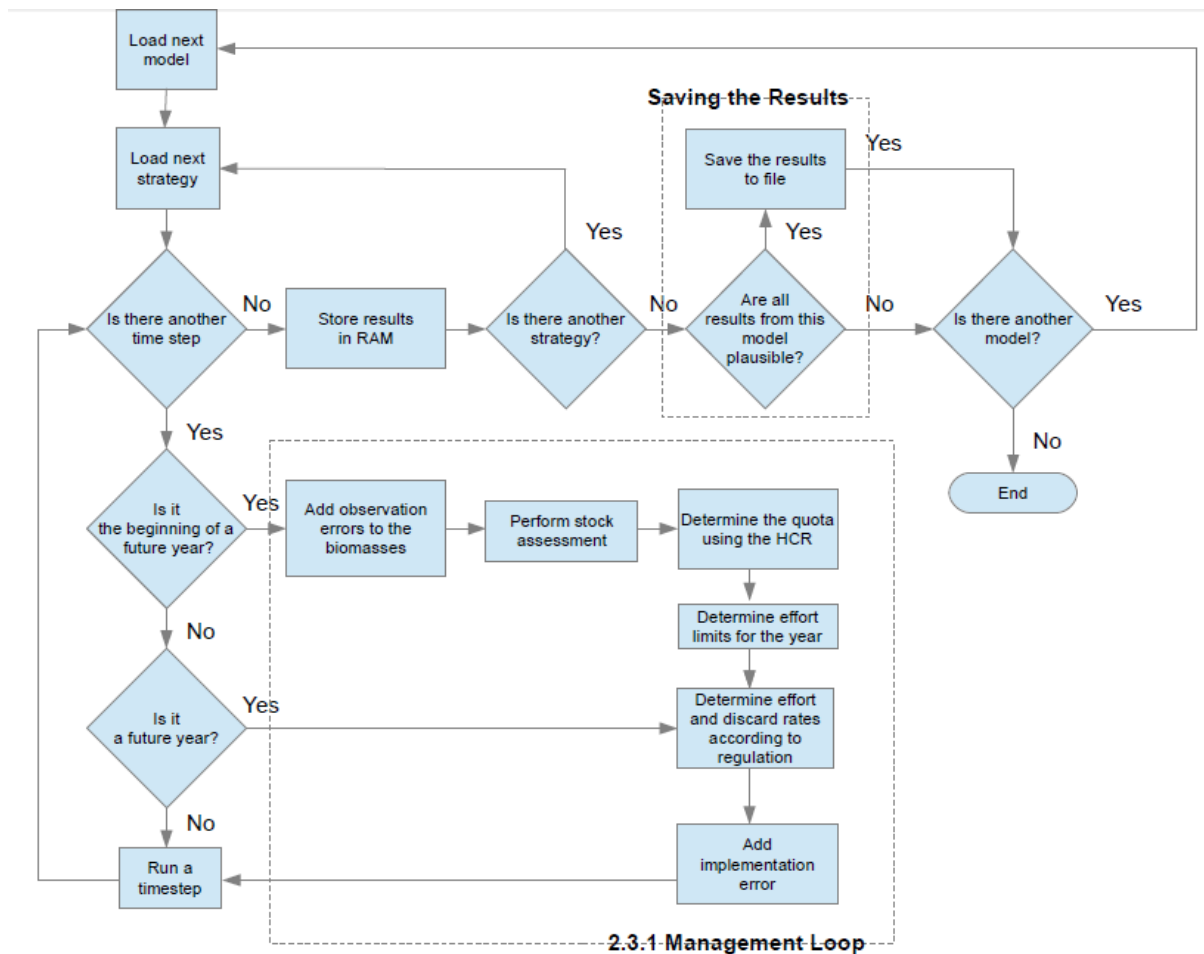 Load next
model
Saving the Results
Load next
strategy
Save the results
to file
Yes
Yes
Yes
Is there another
time step
No
Store results
in RAM
Is there another
strategy?
No
Are all
results from this
model
plausible?
No
Is there another
model?
Yes
Yes
No
End
Is it
the beginning of a
future year?
Yes
Add observation
errors to the
biomasses
Perform stock
assessment
Determine the quota
using the HCR
Determine effort
limits for the year
No
Is it
a future year?
Yes
Determine effort
and discard rates
according to
regulation
No
Run a
timestep
Add
implementation
error
2.3.1 Management Loop